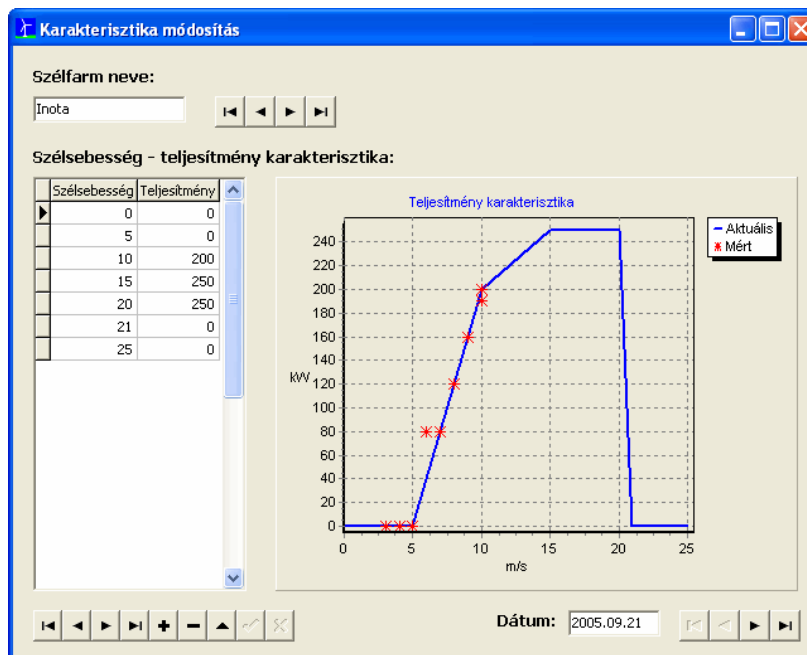 Karakterisztika módosítás
Szélfarm neve:
Inota
Szélsebesség - teljesítmény karakterisztika:
Szélsebesség Teljesítmény
0 0
5 0
10 200
15 250
20 250
21 0
25 0
Teljesítmény karakterisztika
Aktuális
Mért
240
220
200
180
160
140
kW
120
100
80
60
40
20
0
0 5 10 15 20 25
m/s
Dátum: 2005.09.21